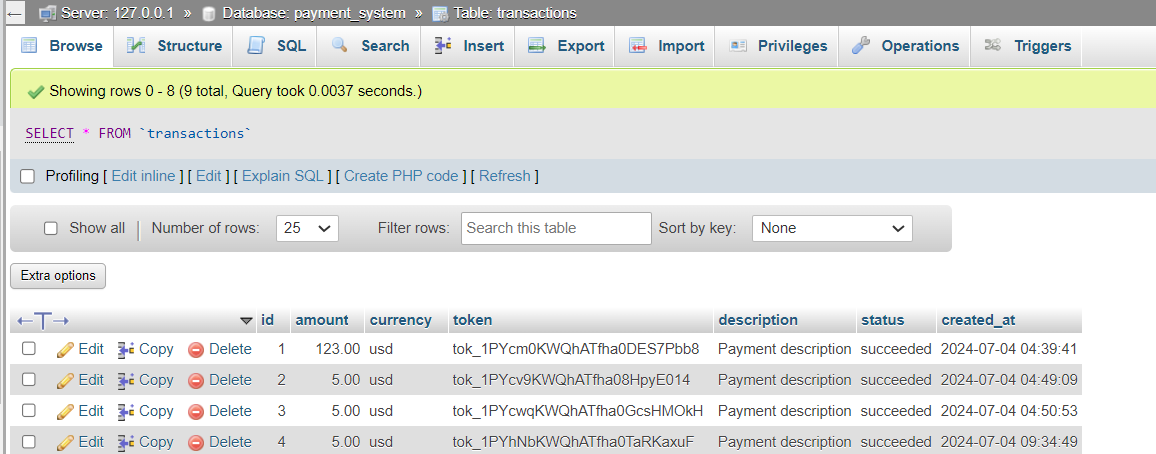 Server: 127.0.0.1 » Database: payment_system » Table: transactions
Browse Structure SQL Search Insert Export Import Privileges Operations Triggers
Showing rows 0 - 8 (9 total, Query took 0.0037 seconds.)
SELECT * FROM `transactions`
Profiling [ Edit inline ] [ Edit ] [ Explain SQL ] [ Create PHP code ] [ Refresh ]
Show all Number of rows: 25 Filter rows: Search this table Sort by key: None
Extra options
id amount currency token description status created_at
Edit Copy Delete 1 123.00 usd tok_1PYcm0KWQhATfha0DES7Pbb8 Payment description succeeded 2024-07-04 04:39:41
Edit Copy Delete 2 5.00 usd tok_1PYcv9KWQhATfha08HpyE014 Payment description succeeded 2024-07-04 04:49:09
Edit Copy Delete 3 5.00 usd tok_1PYcwqKWQhATfha0GcsHMOkH Payment description succeeded 2024-07-04 04:50:53
Edit Copy Delete 4 5.00 usd tok_1PYhNbKWQhATfha0TaRKaxuF Payment description succeeded 2024-07-04 09:34:49